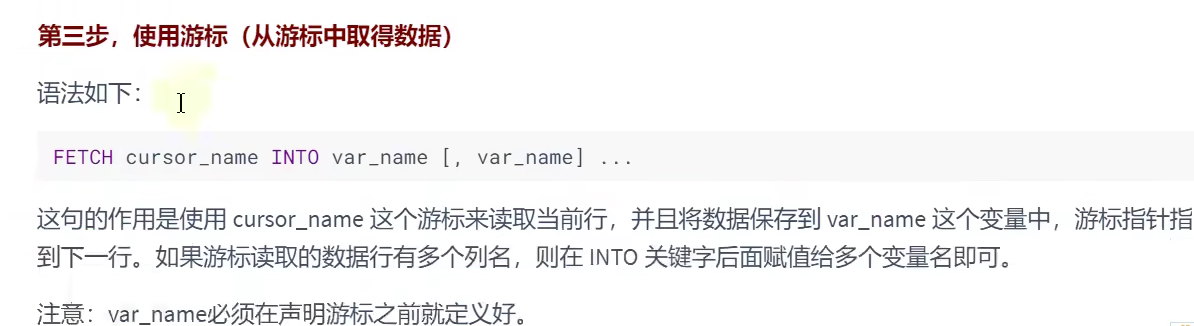 第三步，使用游标（从游标中取得数据）
语法如下：
FETCH cursor_name INTO var_name [, var_name] ...
这句的作用是使用 cursor_name 这个游标来读取当前行，并且将数据保存到 var_name 这个变量中，游标指针指
到下一行。如果游标读取的数据行有多个列名，则在 INTO 关键字后面赋值给多个变量名即可。
注意：var_name必须在声明游标之前就定义好。